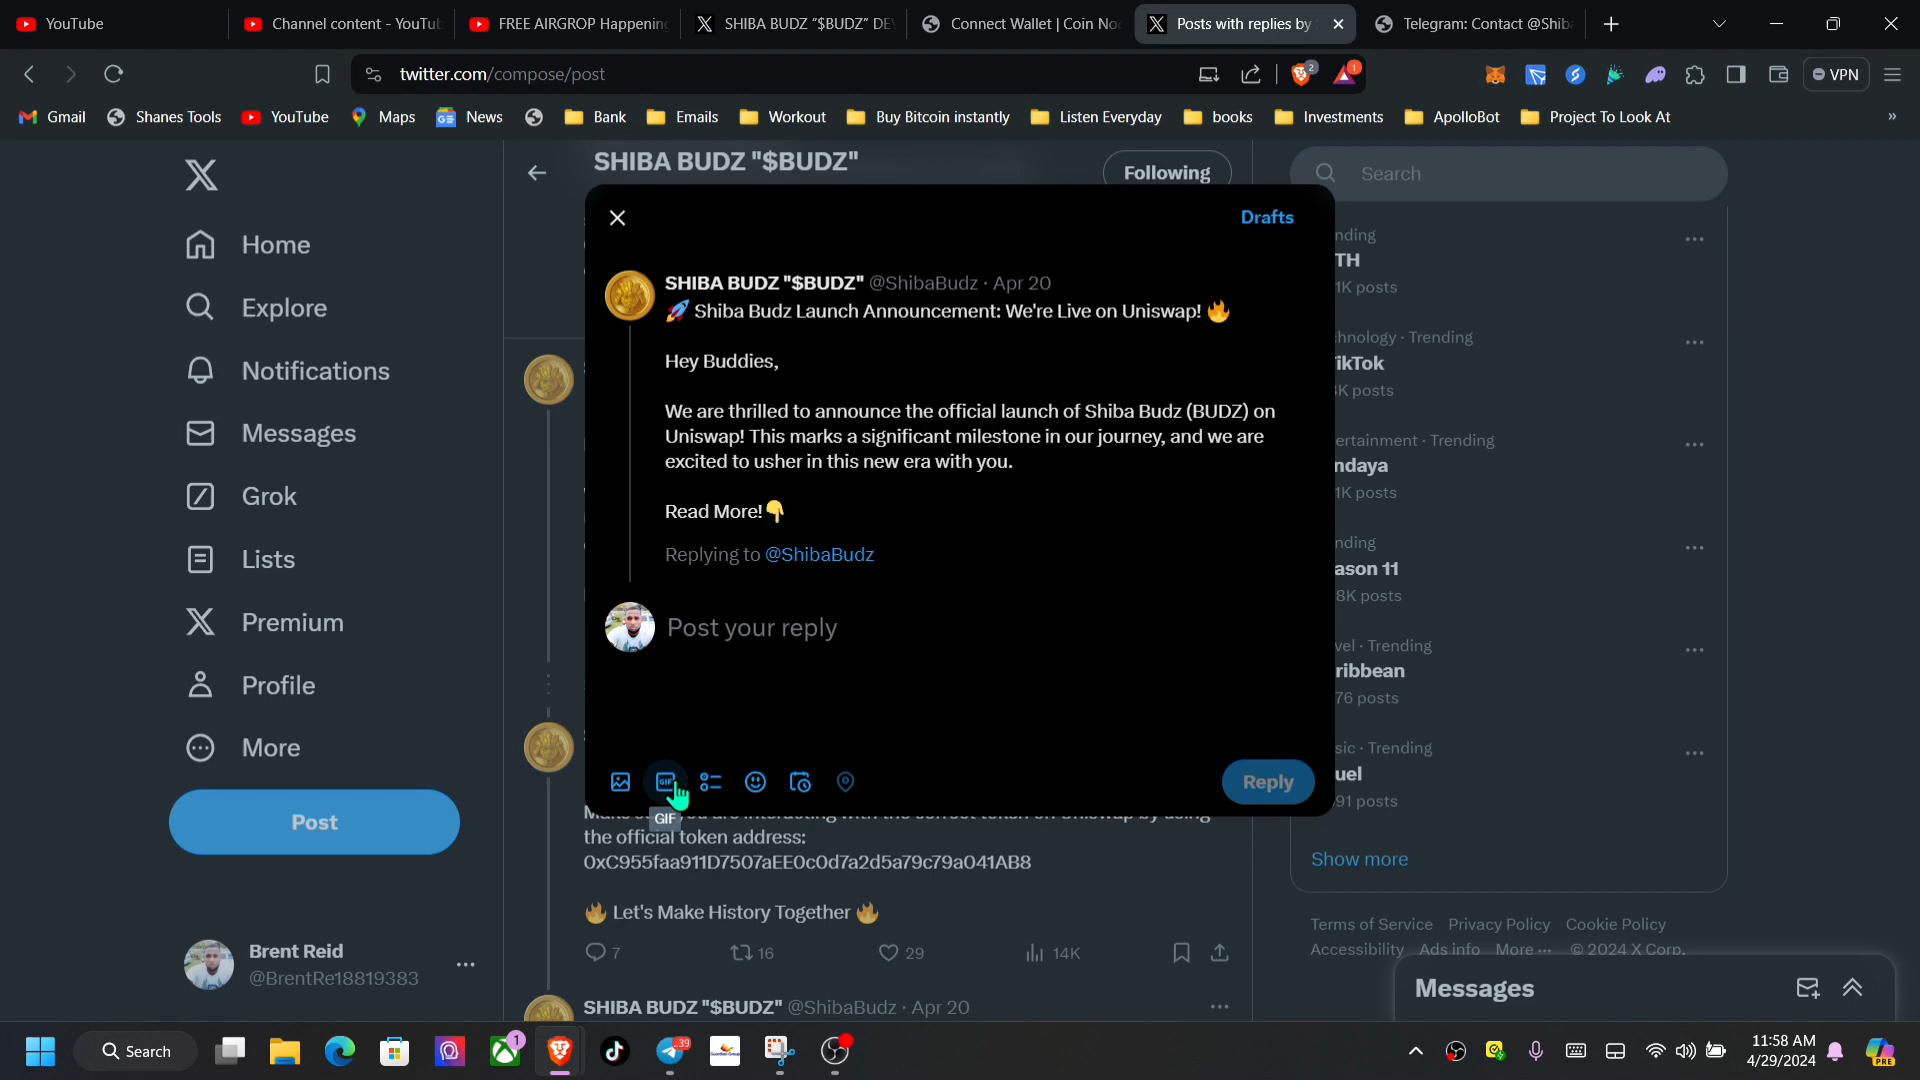 YouTube
Channel content - YouTub
FREE AIRGROP Happening
SHIBA BUDZ "$BUDZ" DEV
Connect Wallet | Coin No
Posts with replies by
Telegram: Contact @Shib
twitter.com/compose/post
2
1
VPN
Gmail
Shanes Tools
YouTube
Maps
News
Bank
Emails
Workout
Buy Bitcoin instantly
Listen Everyday
books
Investments
ApolloBot
Project To Look At
»
SHIBA BUDZ "$BUDZ"
Following
Search
Home
Explore
Notifications
Messages
Grok
Lists
Premium
Profile
More
Post
Brent Reid
@BrentRe18819383
Drafts
SHIBA BUDZ "$BUDZ" @ShibaBudz · Apr 20
🚀 Shiba Budz Launch Announcement: We're Live on Uniswap! 🔥
Hey Buddies,
We are thrilled to announce the official launch of Shiba Budz (BUDZ) on
Uniswap! This marks a significant milestone in our journey, and we are
excited to usher in this new era with you.
Read More!👇
Replying to @ShibaBudz
Post your reply
GIF
Reply
GIF
the official token address:
0xC955faa911D7507aEE0c0d7a2d5a79c79a041AB8
🔥 Let's Make History Together 🔥
7
16
29
14K
SHIBA BUDZ "$BUDZ" @ShibaBudz · Apr 20
nding
TH
1K posts
hnology · Trending
ikTok
3K posts
ertainment · Trending
ndaya
1K posts
nding
ason 11
8K posts
vel · Trending
ribbean
76 posts
sic · Trending
uel
91 posts
Show more
Terms of Service Privacy Policy Cookie Policy
Accessibility Ads info More ··· © 2024 X Corp.
Messages
Search
1
39
11:58 AM
4/29/2024
PRE